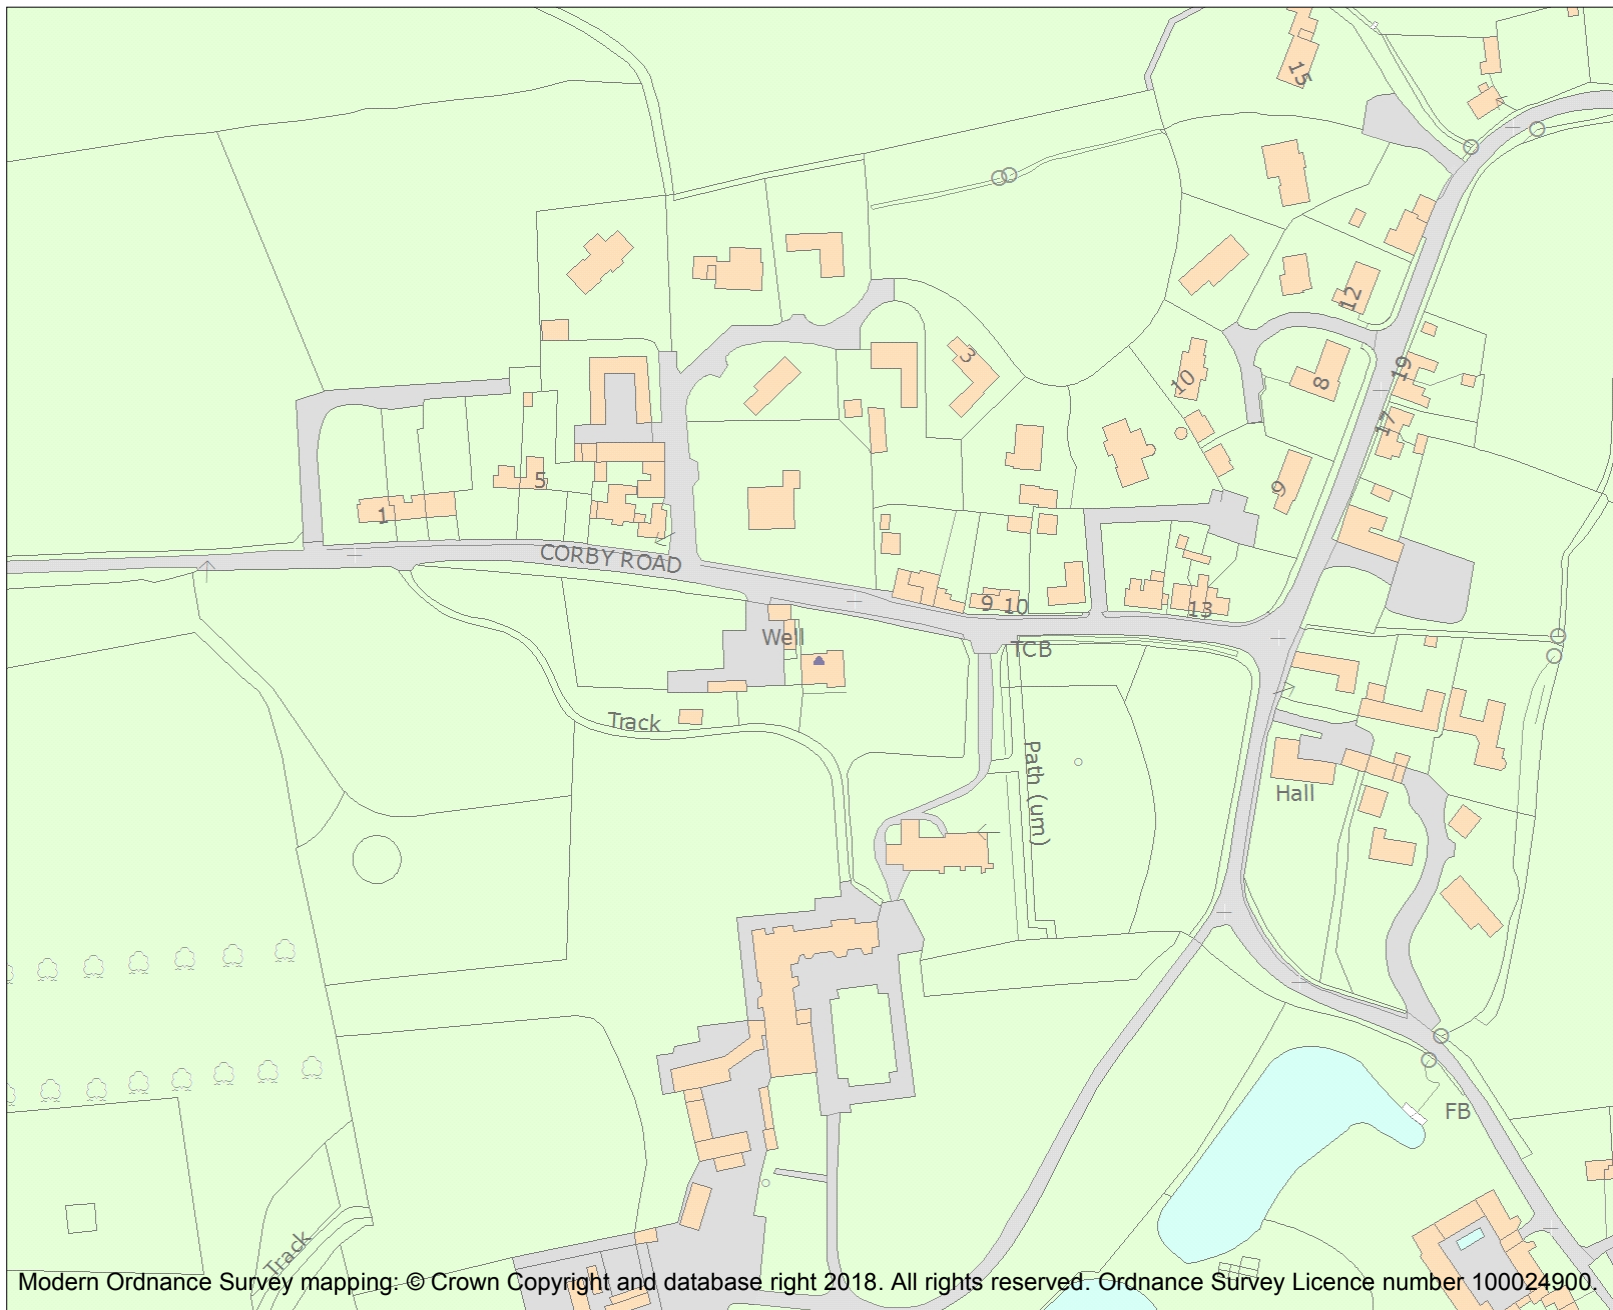 15
12
3
10
8
19
17
5
9
1
CORBY ROAD
9 10
13
Well
TCB
Track
Path (um)
Hall
FB
Track
Modern Ordnance Survey mapping: © Crown Copyright and database right 2018. All rights reserved. Ordnance Survey Licence number 100024900.